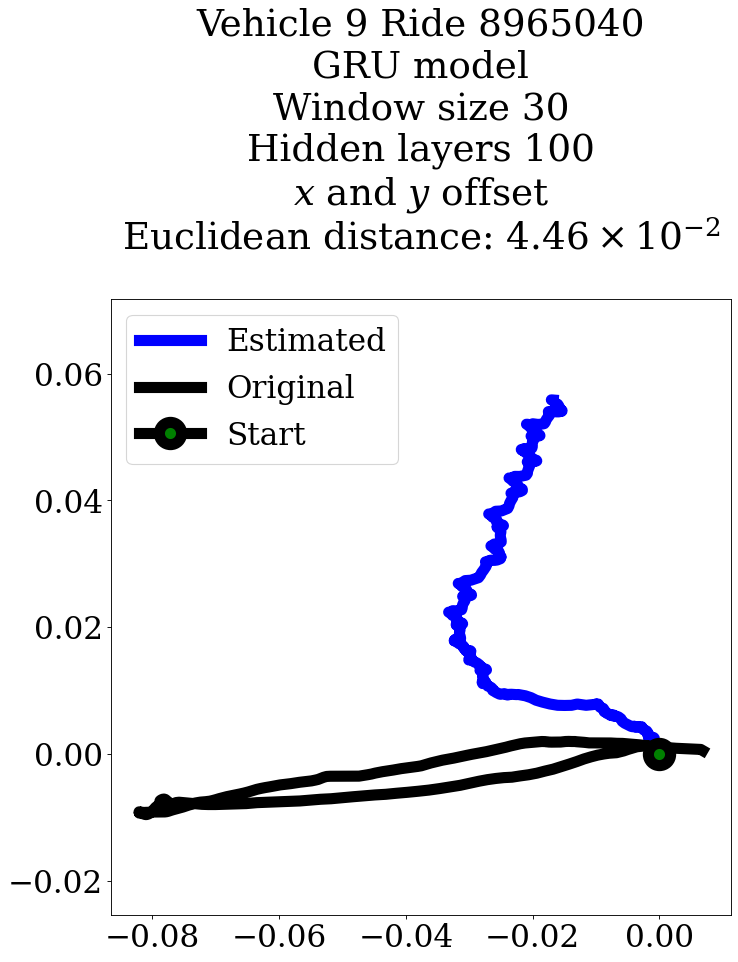 Vehicle 9 Ride 8965040
GRU model
Window size 30
Hidden layers 100
x and y offset
Euclidean distance: 4.46 × 10⁻²
Estimated
Original
Start
0.06
0.04
0.02
0.00
−0.02
−0.08 −0.06 −0.04 −0.02 0.00